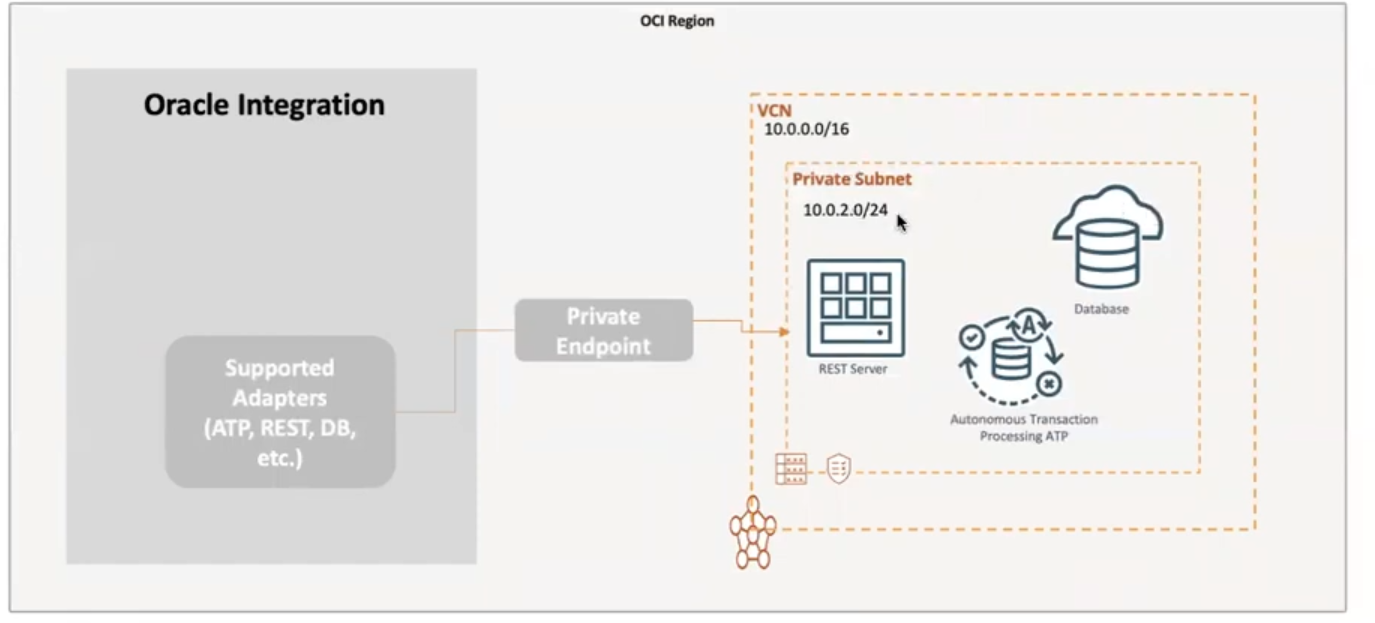 OCI Region
Oracle Integration
Supported
Adapters
(ATP, REST, DB,
etc.)
Private
Endpoint
VCN
10.0.0.0/16
Private Subnet
10.0.2.0/24
REST Server
Database
A
Autonomous Transaction
Processing ATP